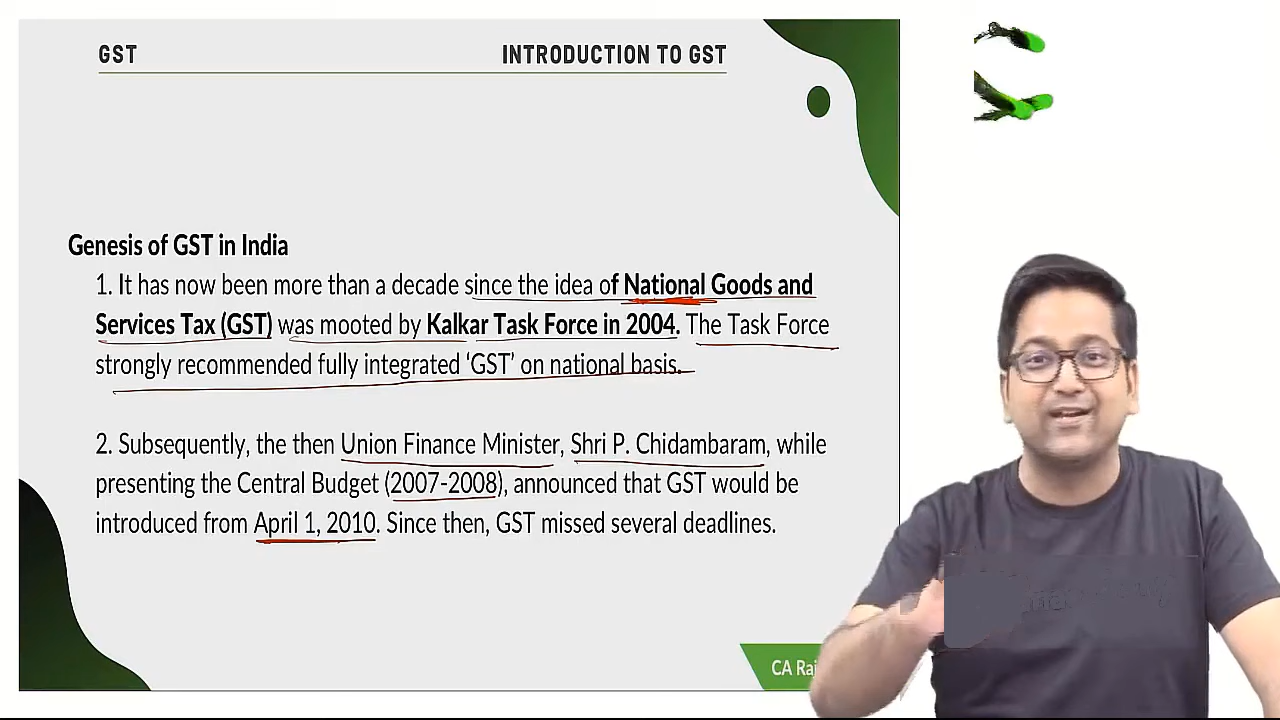 GST
INTRODUCTION TO GST
Genesis of GST in India
1. It has now been more than a decade since the idea of National Goods and
Services Tax (GST) was mooted by Kalkar Task Force in 2004. The Task Force
strongly recommended fully integrated ‘GST’ on national basis.
2. Subsequently, the then Union Finance Minister, Shri P. Chidambaram, while
presenting the Central Budget (2007-2008), announced that GST would be
introduced from April 1, 2010. Since then, GST missed several deadlines.
CA